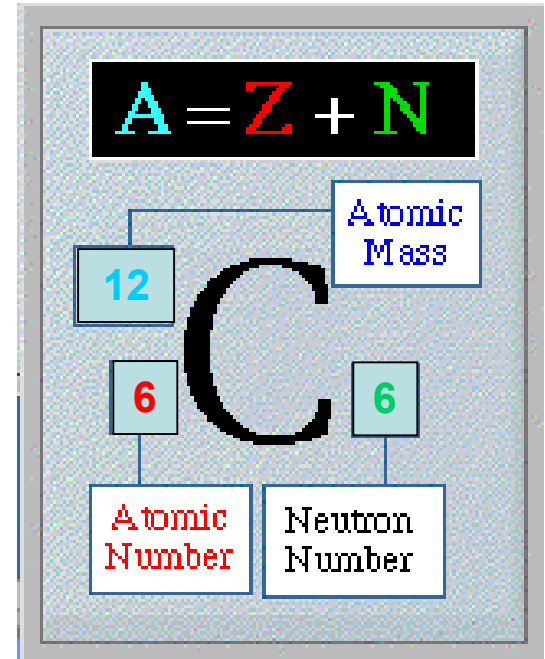 A = Z + N
Atomic
Mass
12
C
6
6
Atomic
Number
Neutron
Number